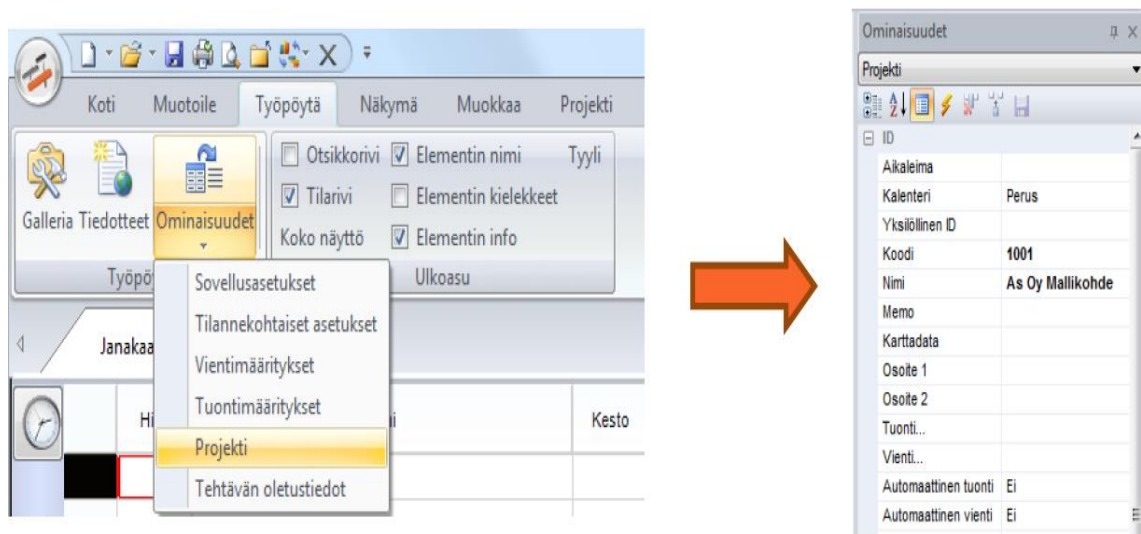 Koti Muotoile Työpöytä Näkymä Muokkaa Projekti
Otsikkorivi Elementin nimi Tyyli
Tilarivi Elementin kielekkeet
Galleria Tiedotteet Ominaisuudet Koko näyttö Elementin info
Työpö Ulkoasu
Sovellusasetukset
Tilannekohtaiset asetukset
Janakaa
Vientimääritykset
Tuontimääritykset
Hi i Kesto
Projekti
Tehtävän oletustiedot
Ominaisuudet
Projekti
ID
Aikaleima
Kalenteri Perus
Yksilöllinen ID
Koodi 1001
Nimi As Oy Mallikohde
Memo
Karttadata
Osoite 1
Osoite 2
Tuonti...
Vienti...
Automaattinen tuonti Ei
Automaattinen vienti Ei